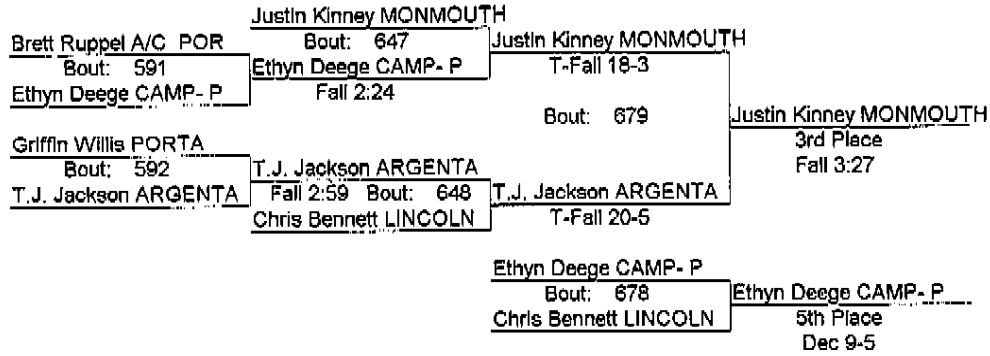 Justin Kinney MONMOUTH
Brett Ruppel A/C POR
Bout: 647
Justin Kinney MONMOUTH
Bout: 591
Ethyn Deege CAMP- P
T-Fall 18-3
Ethyn Deege CAMP- P
Fall 2:24
Bout: 679
Justin Kinney MONMOUTH
3rd Place
Fall 3:27
Griffin Willis PORTA
Bout: 592
T.J. Jackson ARGENTA
T.J. Jackson ARGENTA
Fall 2:59 Bout: 648
T.J. Jackson ARGENTA
Chris Bennett LINCOLN
T-Fall 20-5
Ethyn Deege CAMP- P
Bout: 678
Ethyn Deege CAMP- P
Chris Bennett LINCOLN
5th Place
Dec 9-5